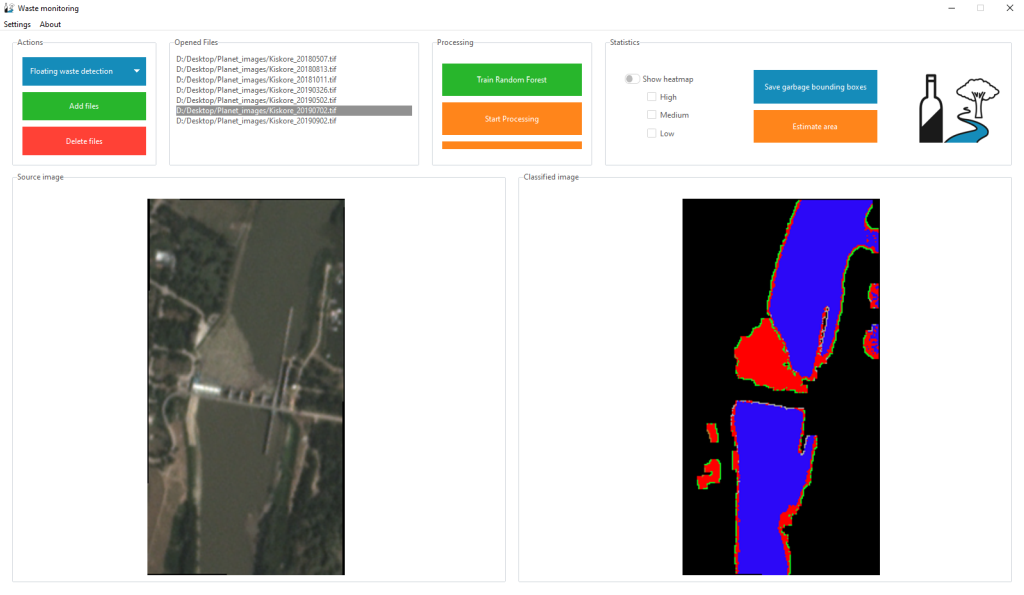 Waste monitoring
Settings About
Actions
Floating waste detection
Add files
Delete files
Opened Files
D:/Desktop/Planet_images/Kiskore_20180507.tif
D:/Desktop/Planet_images/Kiskore_20180813.tif
D:/Desktop/Planet_images/Kiskore_20181011.tif
D:/Desktop/Planet_images/Kiskore_20190326.tif
D:/Desktop/Planet_images/Kiskore_20190502.tif
D:/Desktop/Planet_images/Kiskore_20190702.tif
D:/Desktop/Planet_images/Kiskore_20190902.tif
Processing
Train Random Forest
Start Processing
Statistics
Show heatmap
High
Medium
Low
Save garbage bounding boxes
Estimate area
Source image
Classified image